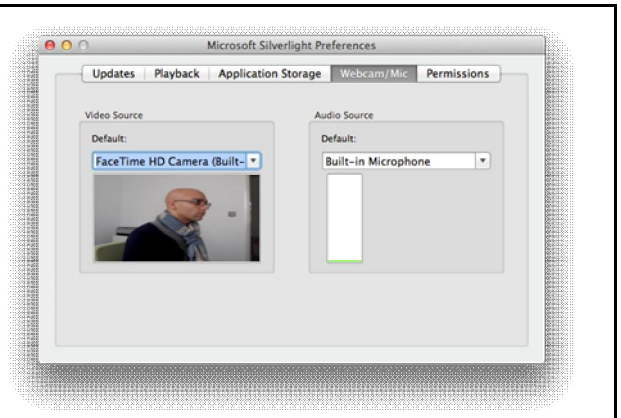 Microsoft Silverlight Preferences
Updates Playback Application Storage Webcam/Mic Permissions
Video Source
Default:
FaceTime HD Camera (Built-
Audio Source
Default:
Built-in Microphone